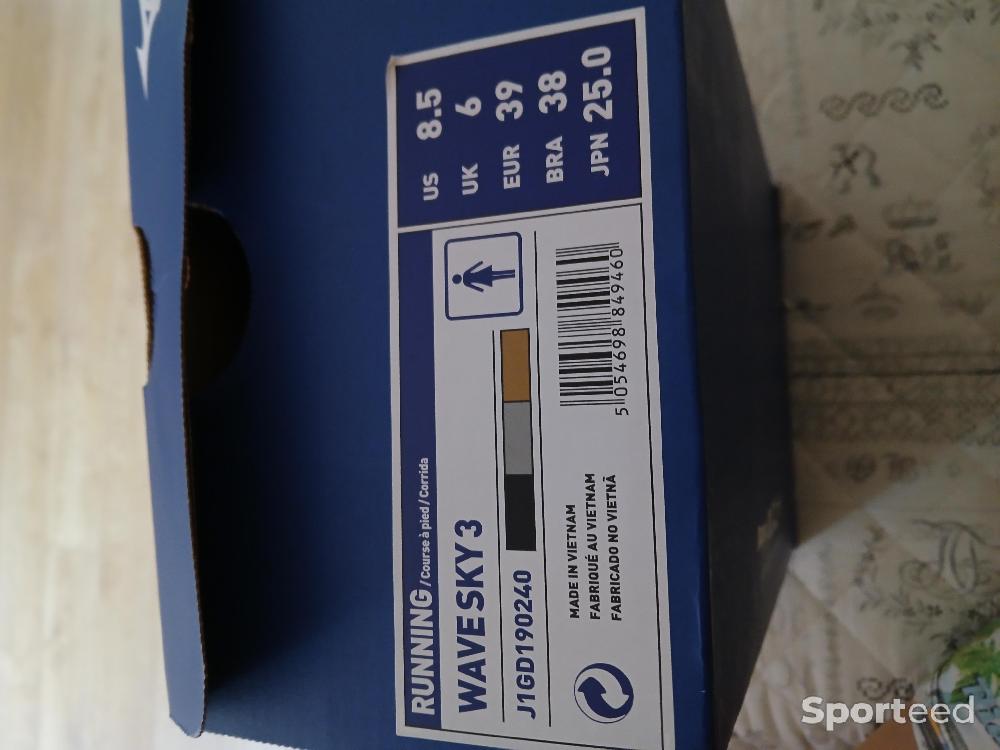 RUNNING / Course à pied / Corrida
WAVE SKY 3
J1GD190240
MADE IN VIETNAM
FABRIQUÉ AU VIETNAM
FABRICADO NO VIETNÃ
5 054698 849460
US 8.5
UK 6
EUR 39
BRA 38
JPN 25.0
Sporteed